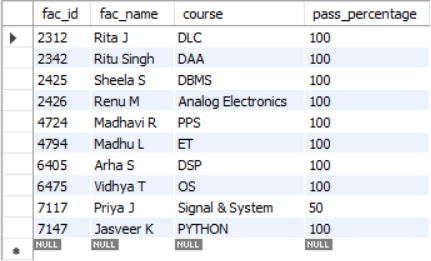 fac_id fac_name course pass_percentage
2312 Rita J DLC 100
2342 Ritu Singh DAA 100
2425 Sheela S DBMS 100
2426 Renu M Analog Electronics 100
4724 Madhavi R PPS 100
4794 Madhu L ET 100
6405 Arha S DSP 100
6475 Vidhya T OS 100
7117 Priya J Signal & System 50
7147 Jasveer K PYTHON 100
NULL NULL NULL NULL